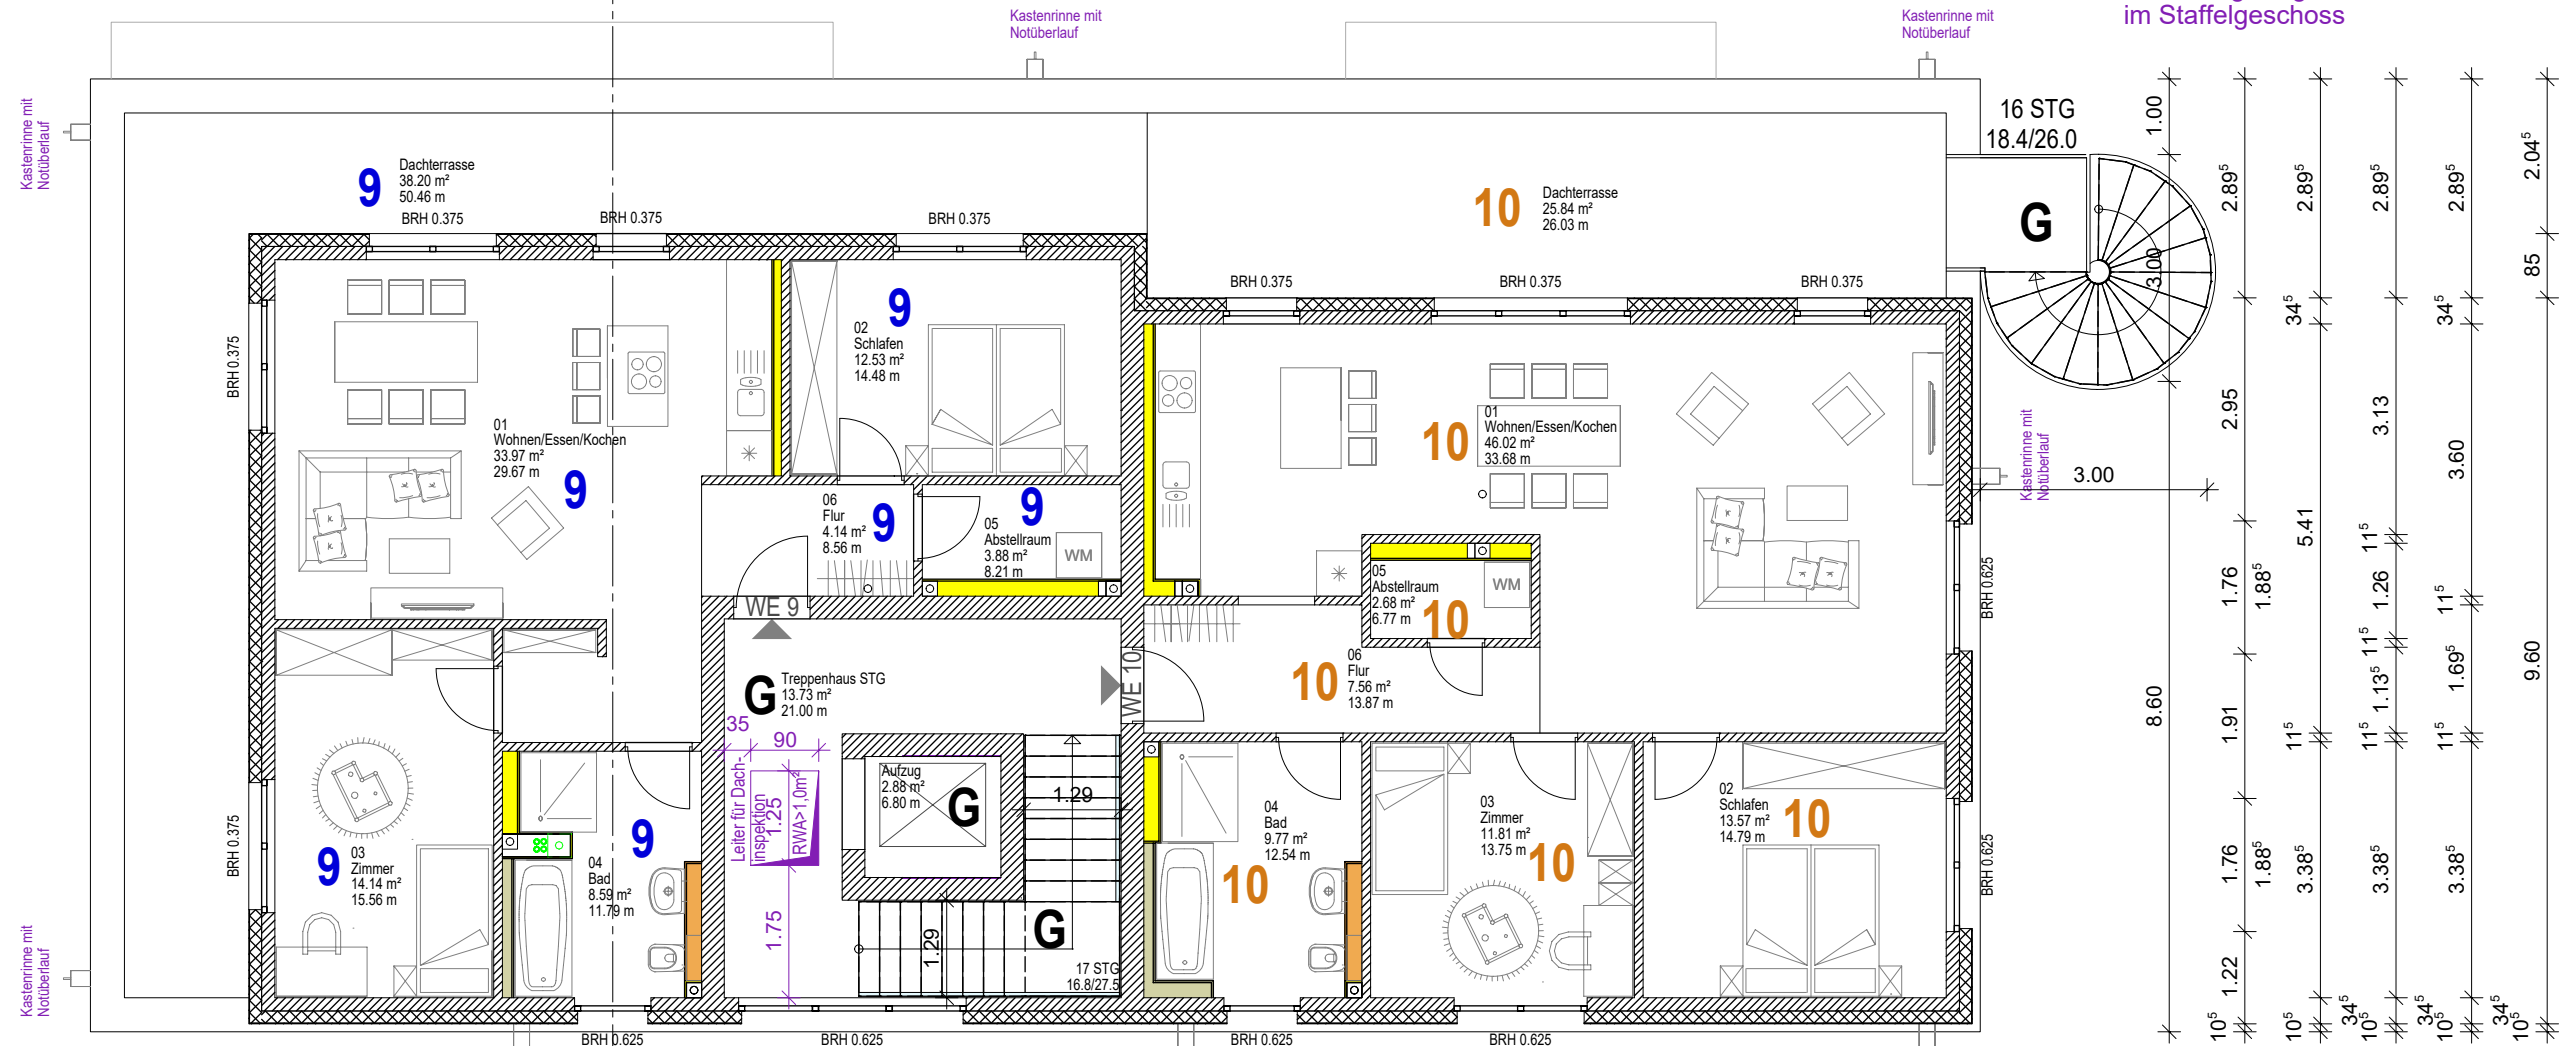 Kastenrinne mit
Notüberlauf
Kastenrinne mit
Notüberlauf
im Staffelgeschoss
Kastenrinne mit
Notüberlauf
16 STG
18.4/26.0
9
Dachterrasse
38.20 m²
50.46 m
10
Dachterrasse
25.84 m²
26.03 m
G
3.00
BRH 0.375
BRH 0.375
BRH 0.375
BRH 0.375
BRH 0.375
BRH 0.375
BRH 0.375
9
02
Schlafen
12.53 m²
14.48 m
01
Wohnen/Essen/Kochen
33.97 m²
29.67 m
9
10
01
Wohnen/Essen/Kochen
46.02 m²
33.68 m
Kastenrinne mit
Notüberlauf
3.00
06
Flur
4.14 m²
8.56 m
9
9
05
Abstellraum
3.88 m²
8.21 m
WM
05
Abstellraum
2.68 m²
6.77 m
10
WM
BRH 0.625
WE 9
WE 10
10
06
Flur
7.56 m²
13.87 m
G
Treppenhaus STG
13.73 m²
21.00 m
35
90
Leiter für Dach-
inspektion
1.25
RWA>1,0m²
1.75
Aufzug
2.88 m²
6.80 m
G
1.29
1.29
G
17 STG
16.8/27.5
BRH 0.375
9
03
Zimmer
14.14 m²
15.56 m
9
04
Bad
8.59 m²
11.79 m
04
Bad
9.77 m²
12.54 m
10
03
Zimmer
11.81 m²
13.75 m
10
02
Schlafen
13.57 m²
14.79 m
10
BRH 0.625
Kastenrinne mit
Notüberlauf
BRH 0.625
BRH 0.625
BRH 0.625
BRH 0.625
1.00
8.60
2.89⁵
2.95
1.76
1.88⁵
1.91
1.76
1.88⁵
1.22
10⁵
2.89⁵
34⁵
5.41
11⁵
3.38⁵
10⁵
34⁵
2.89⁵
3.13
11⁵
1.26
11⁵
1.13⁵
11⁵
3.38⁵
10⁵
34⁵
2.89⁵
34⁵
3.60
11⁵
1.69⁵
11⁵
3.38⁵
10⁵
34⁵
2.04⁵
85
9.60
10⁵